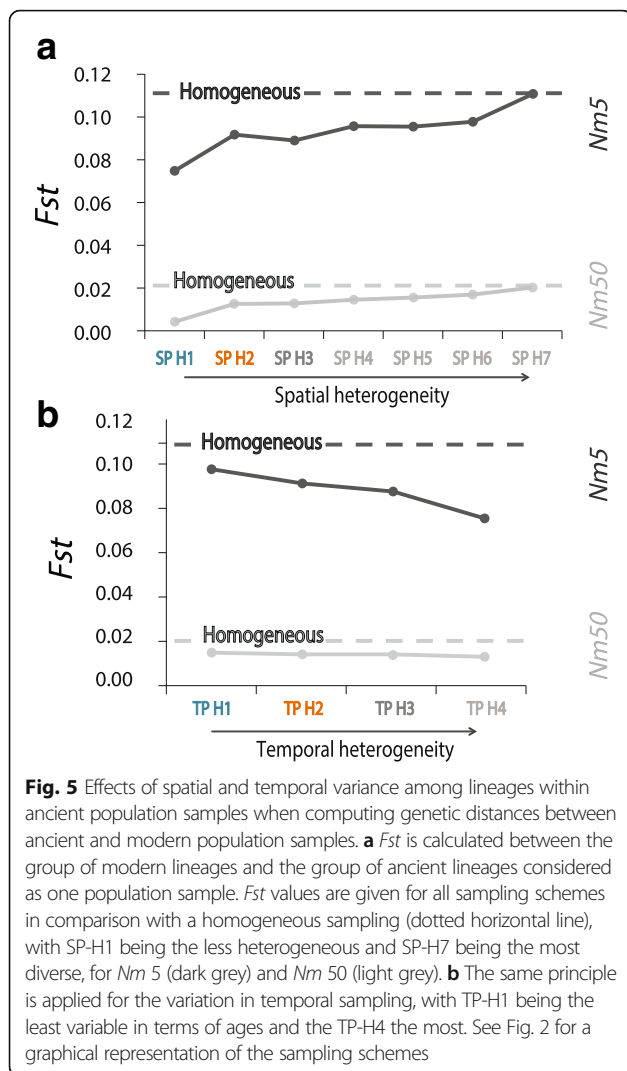 a
0.12
Homogeneous
0.10
0.08
0.06
Fst
0.04
Homogeneous
0.02
0.00
Nm5
Nm50
SP H1 SP H2 SP H3 SP H4 SP H5 SP H6 SP H7
Spatial heterogeneity
b
0.12
Homogeneous
0.10
0.08
0.06
Fst
0.04
Homogeneous
0.02
0.00
Nm5
Nm50
TP H1 TP H2 TP H3 TP H4
Temporal heterogeneity
Fig. 5 Effects of spatial and temporal variance among lineages within
ancient population samples when computing genetic distances between
ancient and modern population samples. a Fst is calculated between the
group of modern lineages and the group of ancient lineages considered
as one population sample. Fst values are given for all sampling schemes
in comparison with a homogeneous sampling (dotted horizontal line),
with SP-H1 being the less heterogeneous and SP-H7 being the most
diverse, for Nm 5 (dark grey) and Nm 50 (light grey). b The same principle
is applied for the variation in temporal sampling, with TP-H1 being the
least variable in terms of ages and the TP-H4 the most. See Fig. 2 for a
graphical representation of the sampling schemes